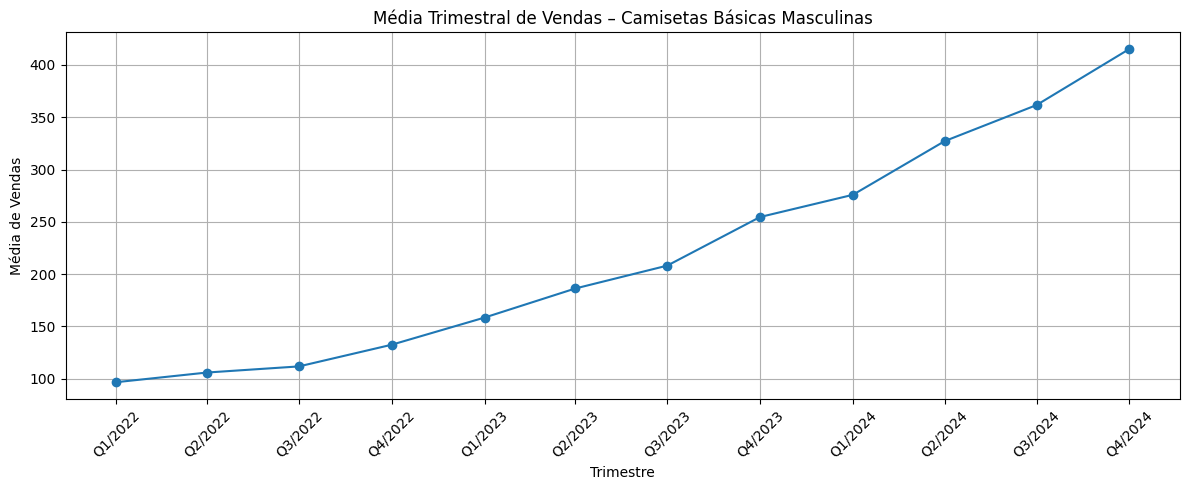 Média Trimestral de Vendas – Camisetas Básicas Masculinas
Média de Vendas
400
350
300
250
200
150
100
Q1/2022
Q2/2022
Q3/2022
Q4/2022
Q1/2023
Q2/2023
Q3/2023
Q4/2023
Q1/2024
Q2/2024
Q3/2024
Q4/2024
Trimestre